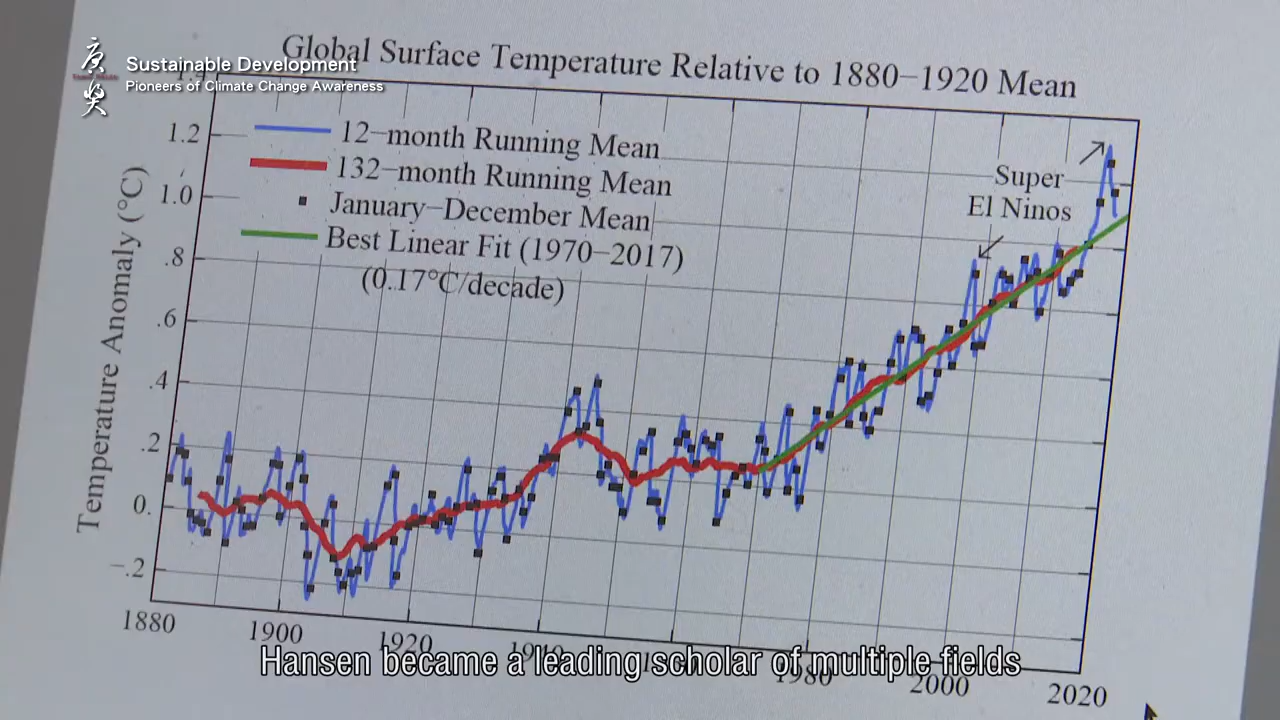 Global Surface Temperature Relative to 1880–1920 Mean
Sustainable Development
Pioneers of Climate Change Awareness
唐
奖
12–month Running Mean
132–month Running Mean
January–December Mean
Best Linear Fit (1970–2017)
(0.17°C/decade)
Super
El Ninos
Temperature Anomaly (°C)
1.2
1.0
.8
.6
.4
.2
0.
–.2
1880
1900
1920
1980
2000
2020
Hansen became a leading scholar of multiple fields